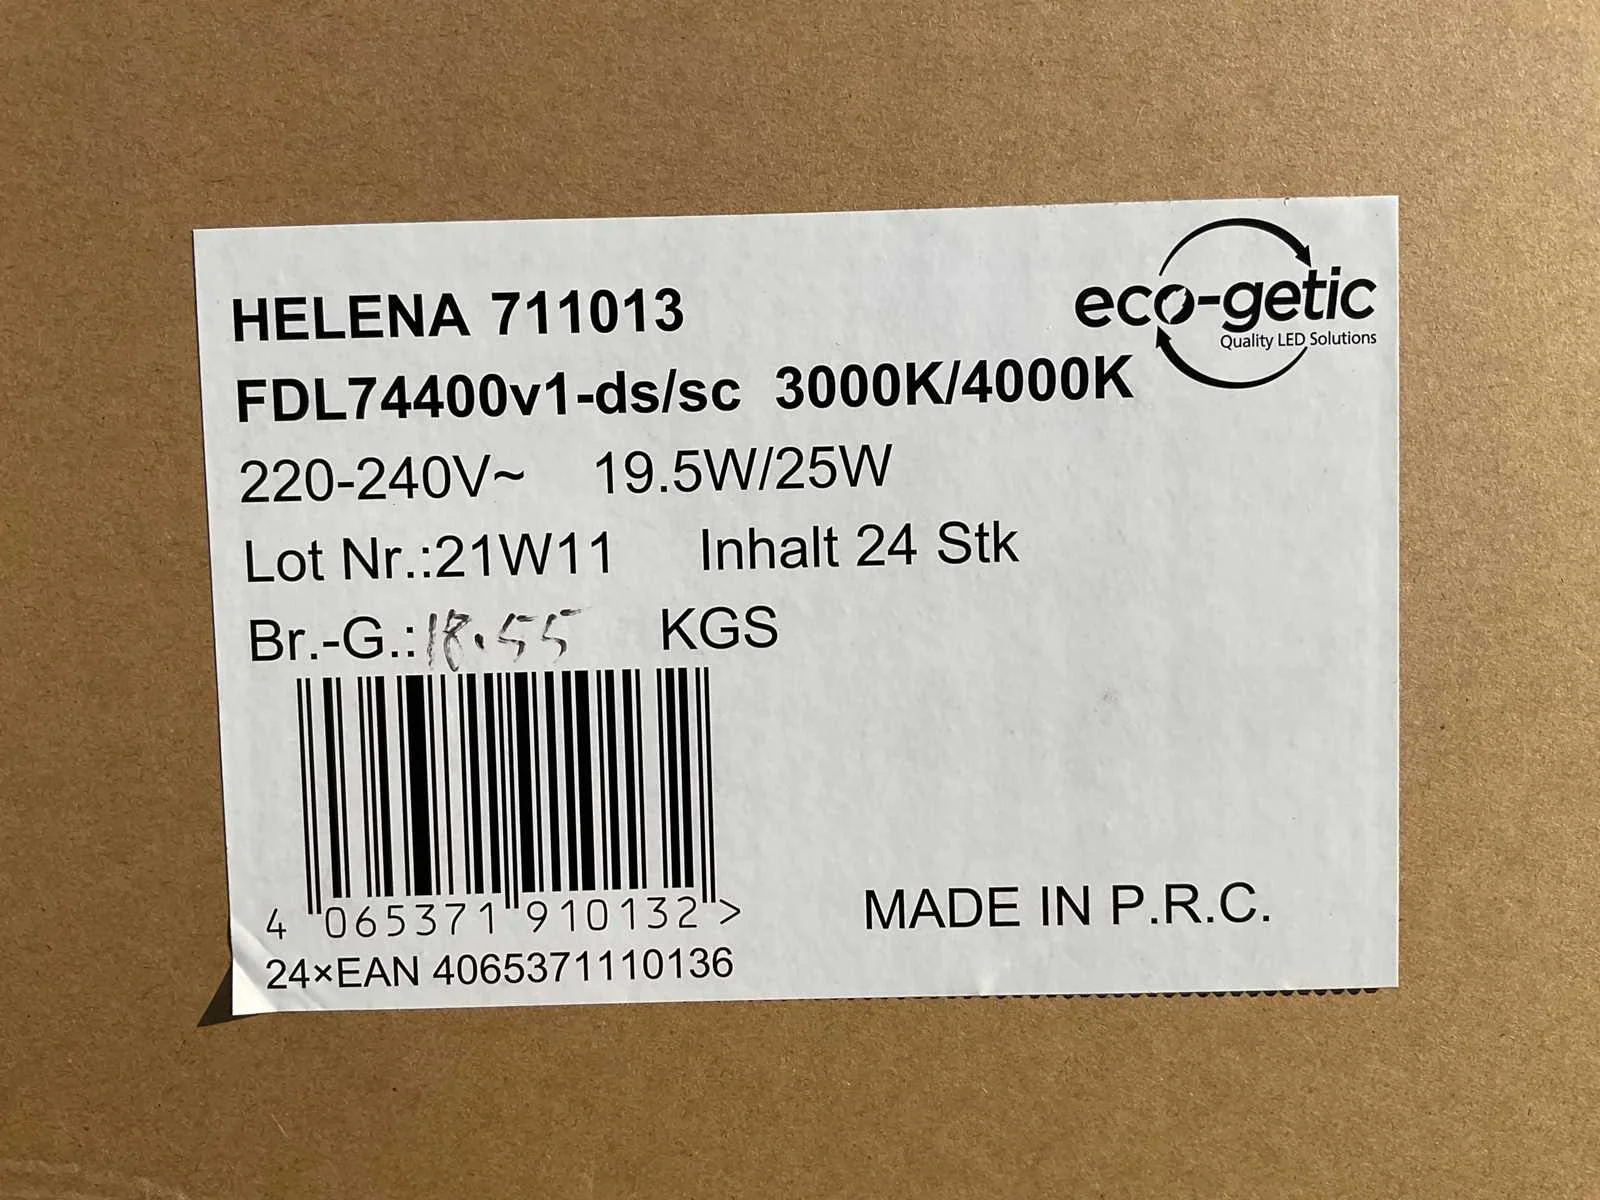 HELENA 711013
eco-getic
Quality LED Solutions
FDL74400v1-ds/sc 3000K/4000K
220-240V~ 19.5W/25W
Lot Nr.:21W11 Inhalt 24 Stk
Br.-G.:18.55 KGS
4 065371 910132 >
MADE IN P.R.C.
24×EAN 4065371110136